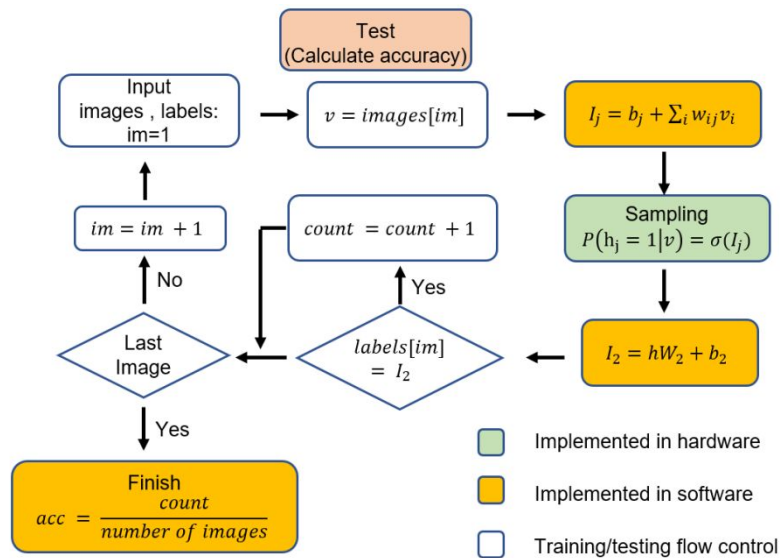 Test
(Calculate accuracy)
Input
images , labels:
im=1
v = images[im]
I_j = b_j + ∑_i w_{ij} v_i
Sampling
P(h_j = 1|v) = σ(I_j)
im = im + 1
count = count + 1
No
Yes
Last
Image
labels[im]
= I_2
I_2 = hW_2 + b_2
Yes
Finish
acc = count / number of images
Implemented in hardware
Implemented in software
Training/testing flow control